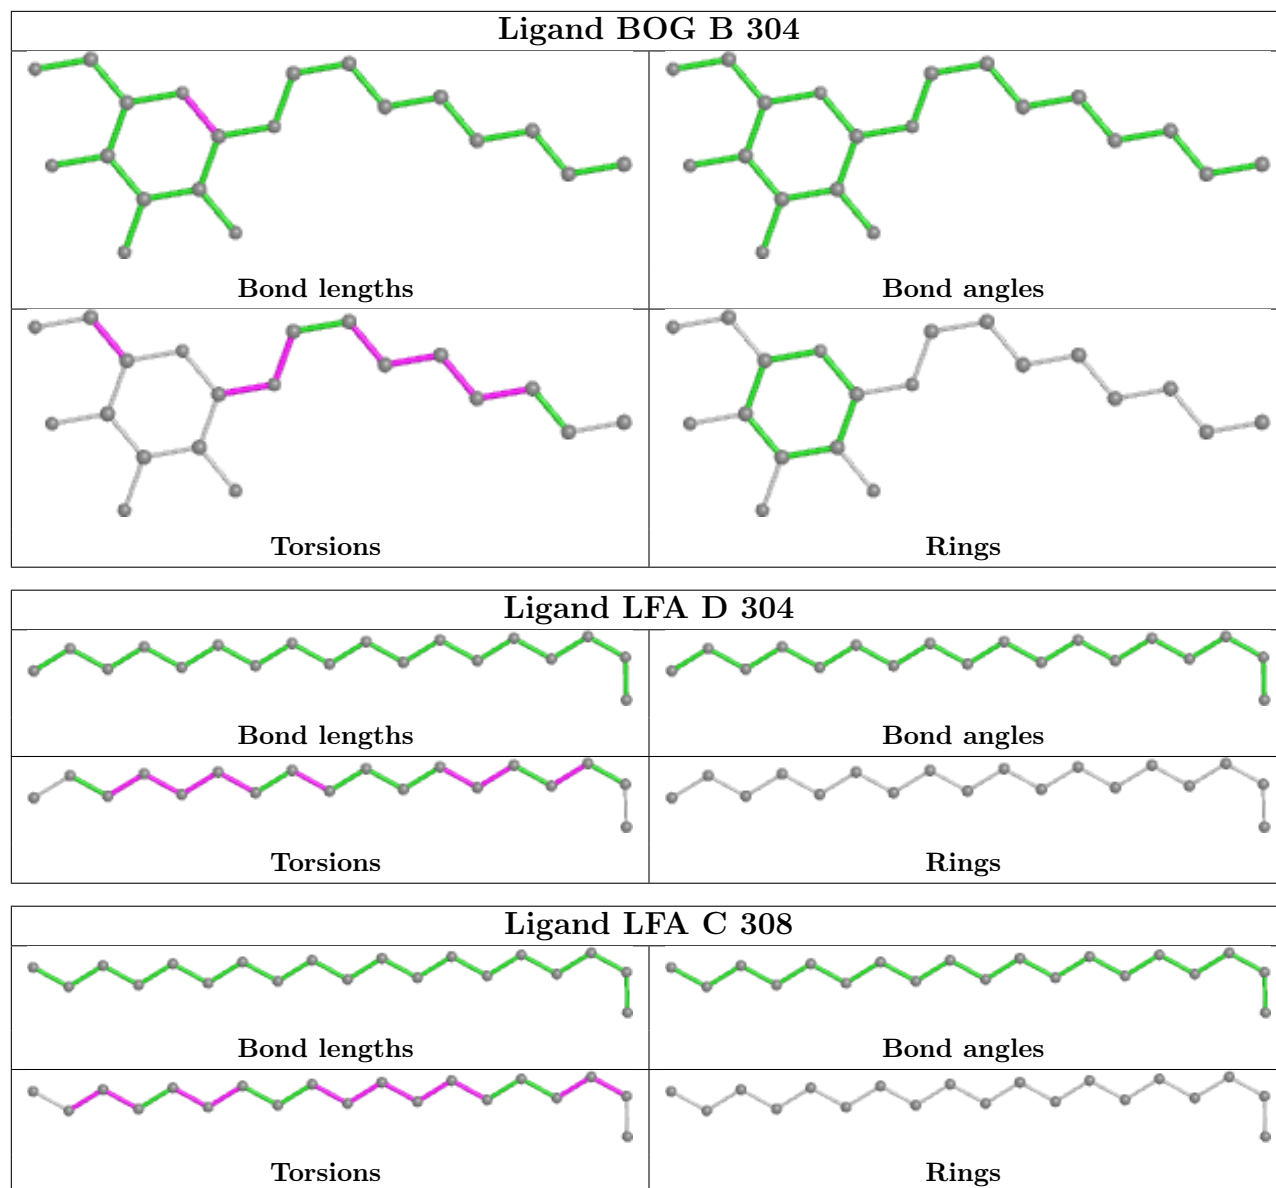 Ligand BOG B 304
Bond lengths
Bond angles
Torsions
Rings
Ligand LFA D 304
Bond lengths
Bond angles
Torsions
Rings
Ligand LFA C 308
Bond lengths
Bond angles
Torsions
Rings